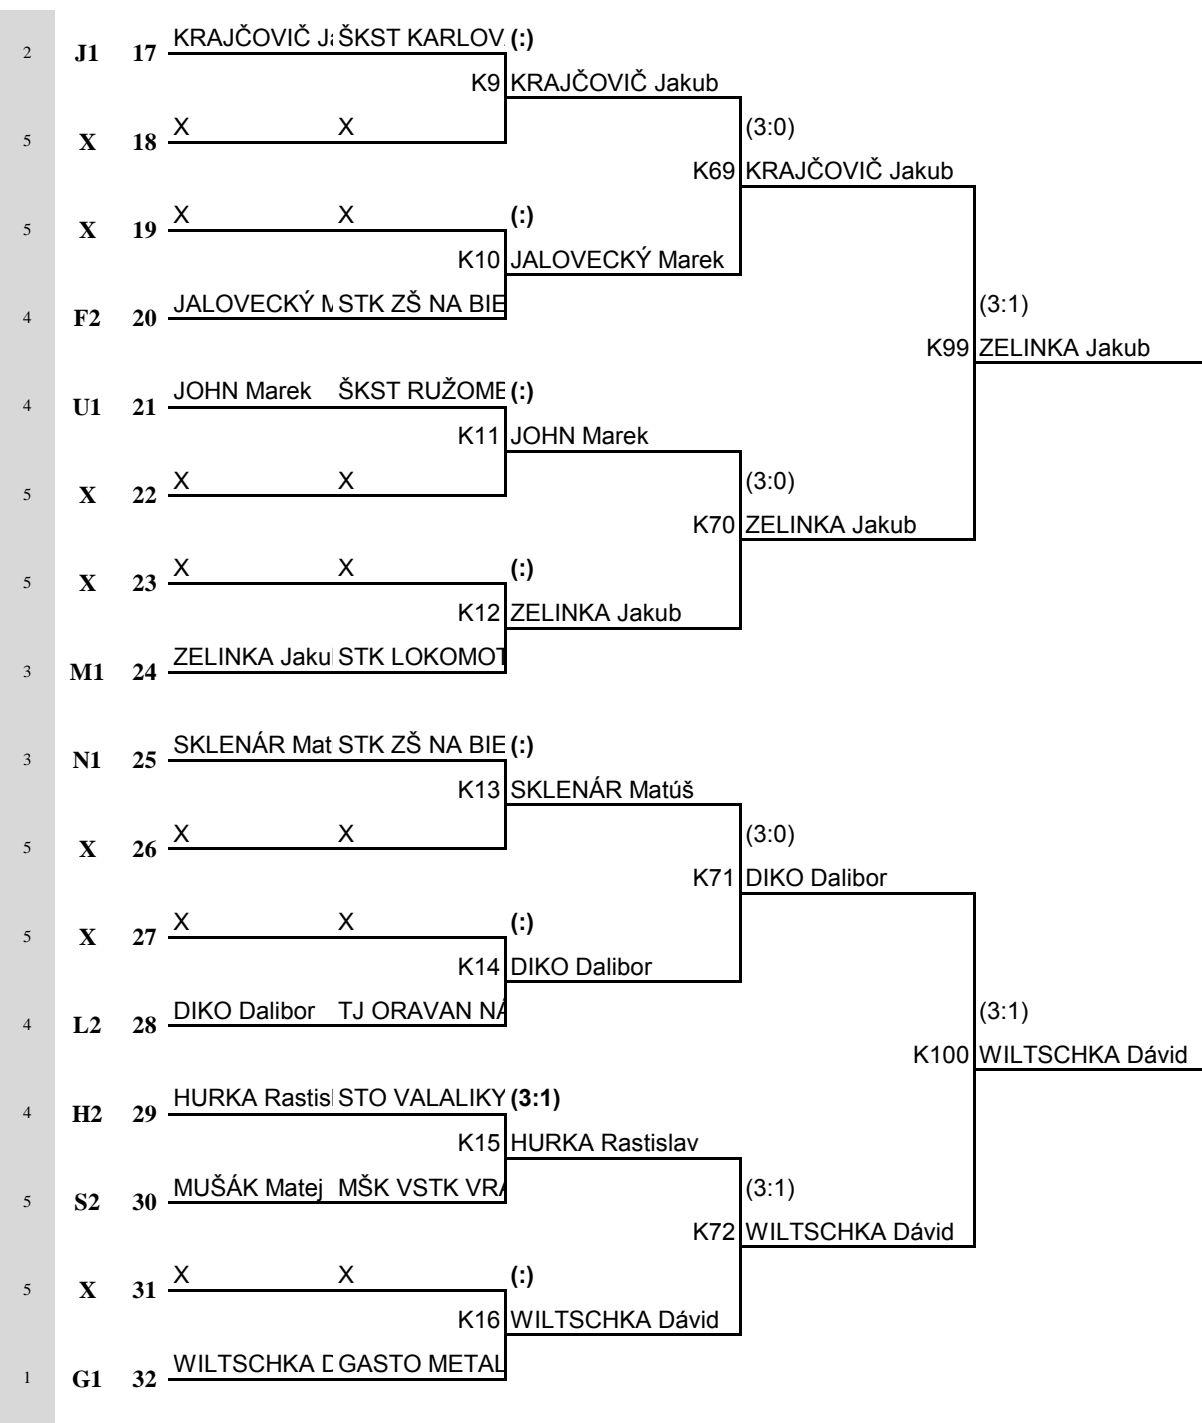 2 J1 17 KRAJČOVIČ Ja ŠKST KARLOV (:)
K9 KRAJČOVIČ Jakub
5 X 18 X X (3:0)
K69 KRAJČOVIČ Jakub
5 X 19 X X (:)
K10 JALOVECKÝ Marek
4 F2 20 JALOVECKÝ M STK ZŠ NA BIE (3:1)
K99 ZELINKA Jakub
4 U1 21 JOHN Marek ŠKST RUŽOME (:)
K11 JOHN Marek
5 X 22 X X (3:0)
K70 ZELINKA Jakub
5 X 23 X X (:)
K12 ZELINKA Jakub
3 M1 24 ZELINKA Jaku STK LOKOMOT
3 N1 25 SKLENÁR Mat STK ZŠ NA BIE (:)
K13 SKLENÁR Matúš
5 X 26 X X (3:0)
K71 DIKO Dalibor
5 X 27 X X (:)
K14 DIKO Dalibor
4 L2 28 DIKO Dalibor TJ ORAVAN NÁ (3:1)
K100 WILTSCHKA Dávid
4 H2 29 HURKA Rastisl STO VALALIKY (3:1)
K15 HURKA Rastislav
5 S2 30 MUŠÁK Matej MŠK VSTK VRA (3:1)
K72 WILTSCHKA Dávid
5 X 31 X X (:)
K16 WILTSCHKA Dávid
1 G1 32 WILTSCHKA D GASTO METAL